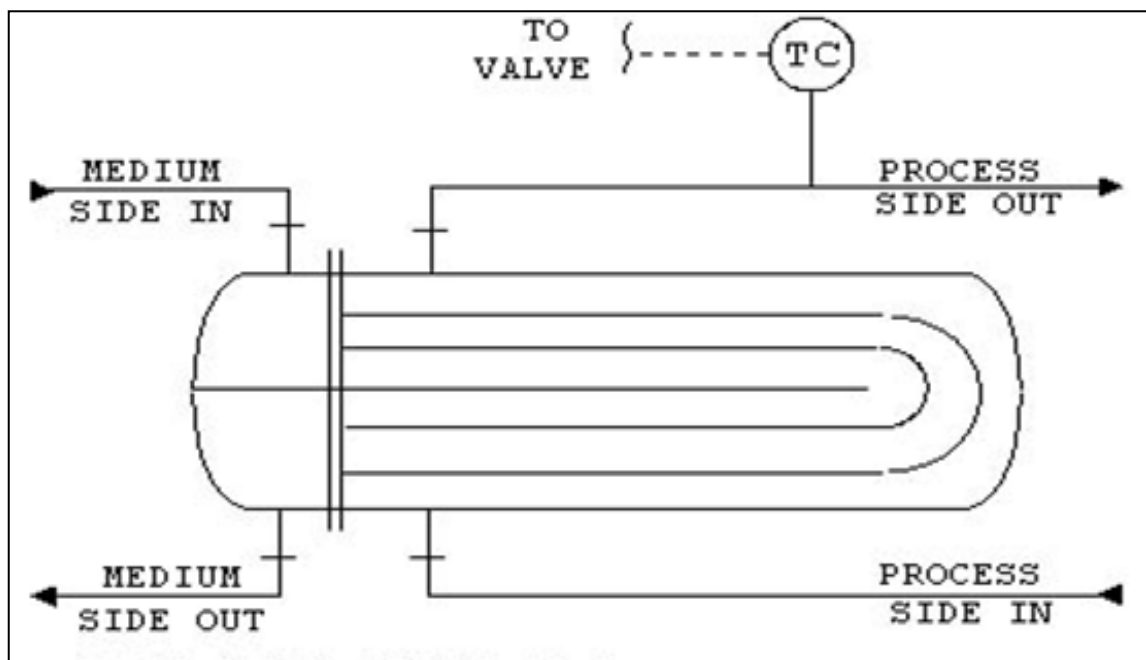 TO
VALVE
TC
MEDIUM
SIDE IN
PROCESS
SIDE OUT
MEDIUM
SIDE OUT
PROCESS
SIDE IN